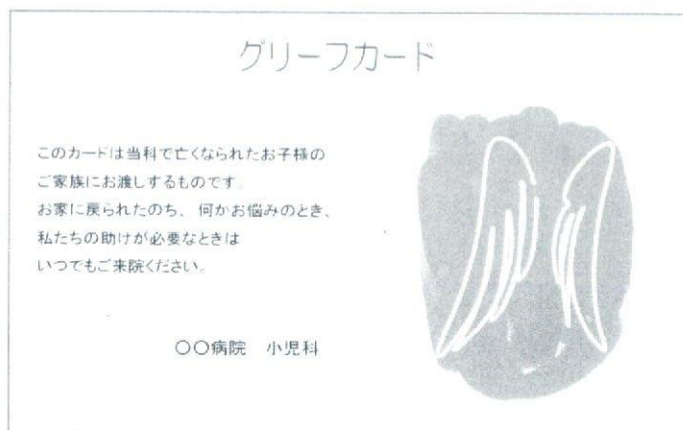 グリーフカード
このカードは当科で亡くなられたお子様の
ご家族にお渡しするものです。
お家に戻られたのち、何かお悩みのとき、
私たちの助けが必要なときは
いつでもご来院ください。
〇〇病院 小児科